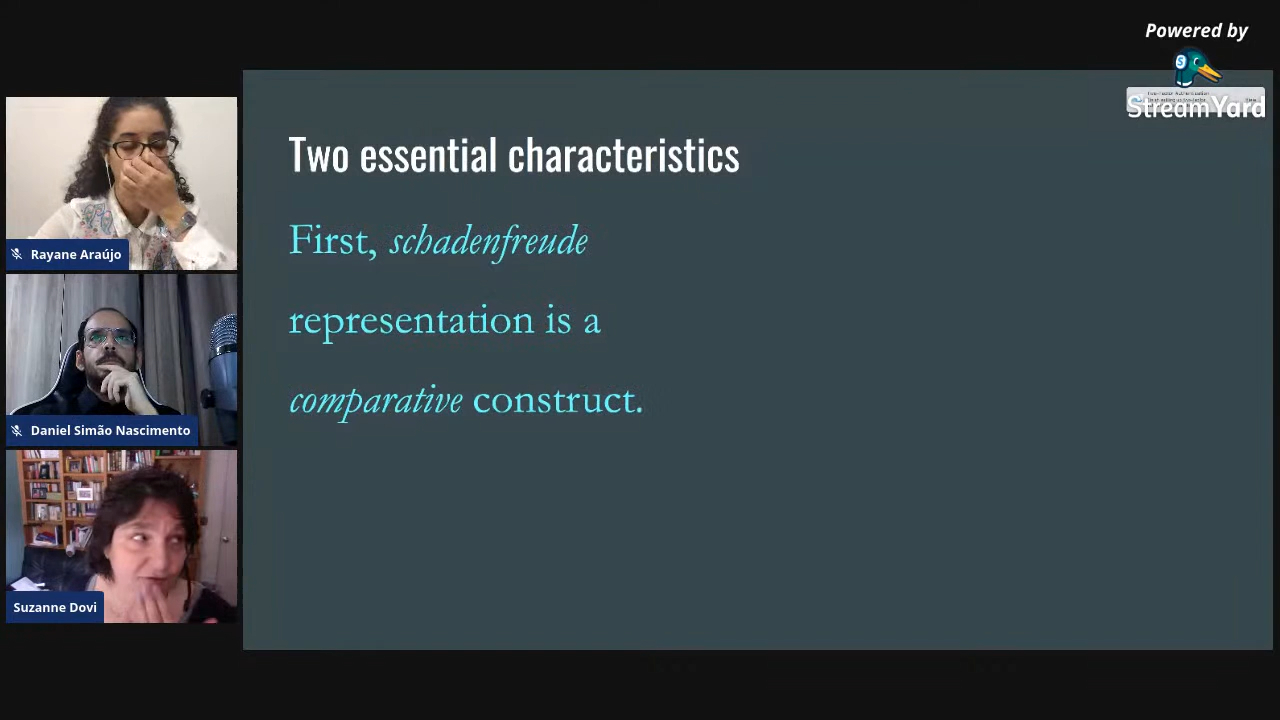 Powered by
StreamYard
Two essential characteristics
First, schadenfreude
representation is a
comparative construct.
Rayane Araújo
Daniel Simão Nascimento
Suzanne Dovi